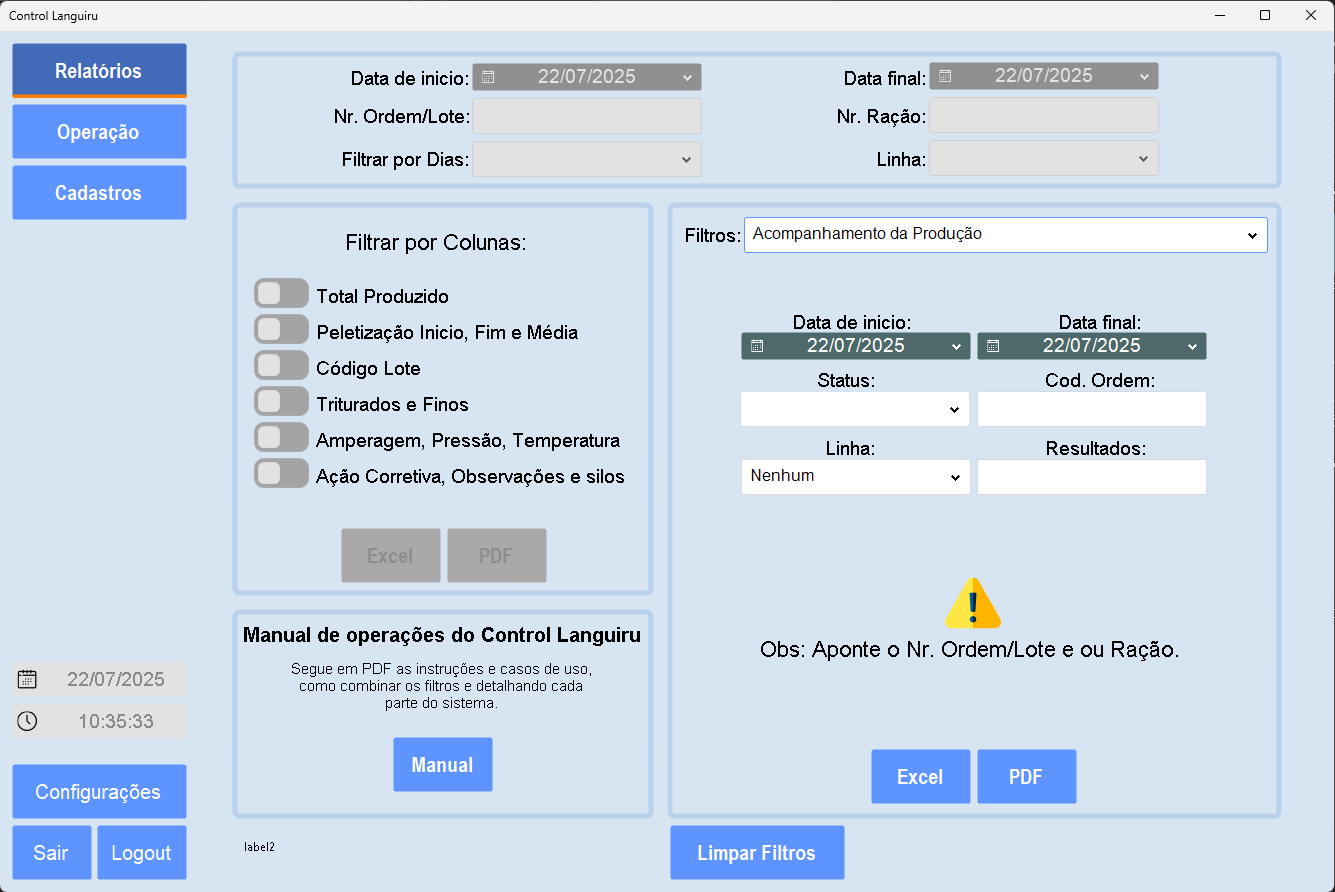 Control Languiru
Relatórios
Operação
Cadastros
Data de inicio: 22/07/2025
Data final: 22/07/2025
Nr. Ordem/Lote:
Nr. Ração:
Filtrar por Dias:
Linha:
Filtrar por Colunas:
Total Produzido
Peletização Inicio, Fim e Média
Código Lote
Triturados e Finos
Amperagem, Pressão, Temperatura
Ação Corretiva, Observações e silos
Excel
PDF
Filtros: Acompanhamento da Produção
Data de inicio:
Data final:
22/07/2025
22/07/2025
Status:
Cod. Ordem:
Linha:
Resultados:
Nenhum
Obs: Aponte o Nr. Ordem/Lote e ou Ração.
Excel
PDF
Manual de operações do Control Languiru
Segue em PDF as instruções e casos de uso,
como combinar os filtros e detalhando cada
parte do sistema.
Manual
22/07/2025
10:35:33
Configurações
Sair
Logout
label2
Limpar Filtros